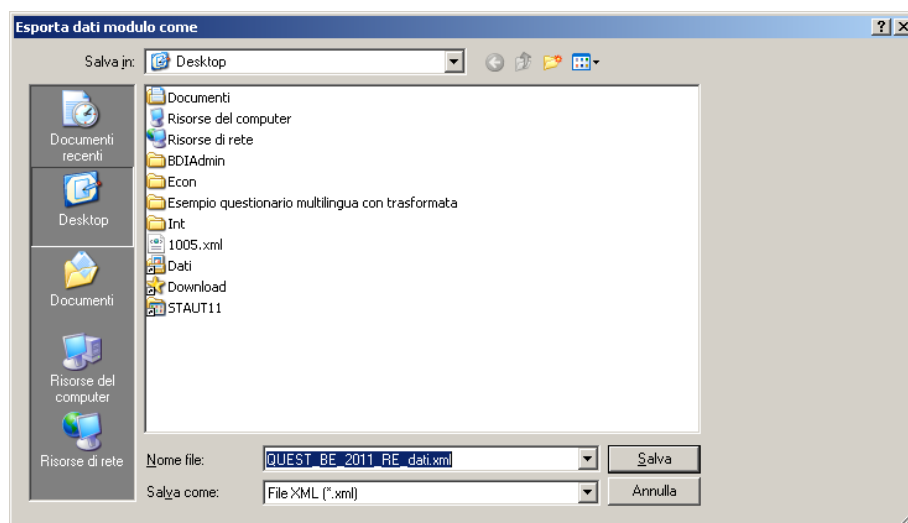 Esporta dati modulo come
Salva in:
Desktop
Documenti recenti
Desktop
Documenti
Risorse del computer
Risorse di rete
Documenti
Risorse del computer
Risorse di rete
BDIAdmin
Econ
Esempio questionario multilingua con trasformata
Int
1005.xml
Dati
Download
STAUT11
Nome file:
QUEST_BE_2011_RE_dati.xml
Salva
Salva come:
File XML (*.xml)
Annulla